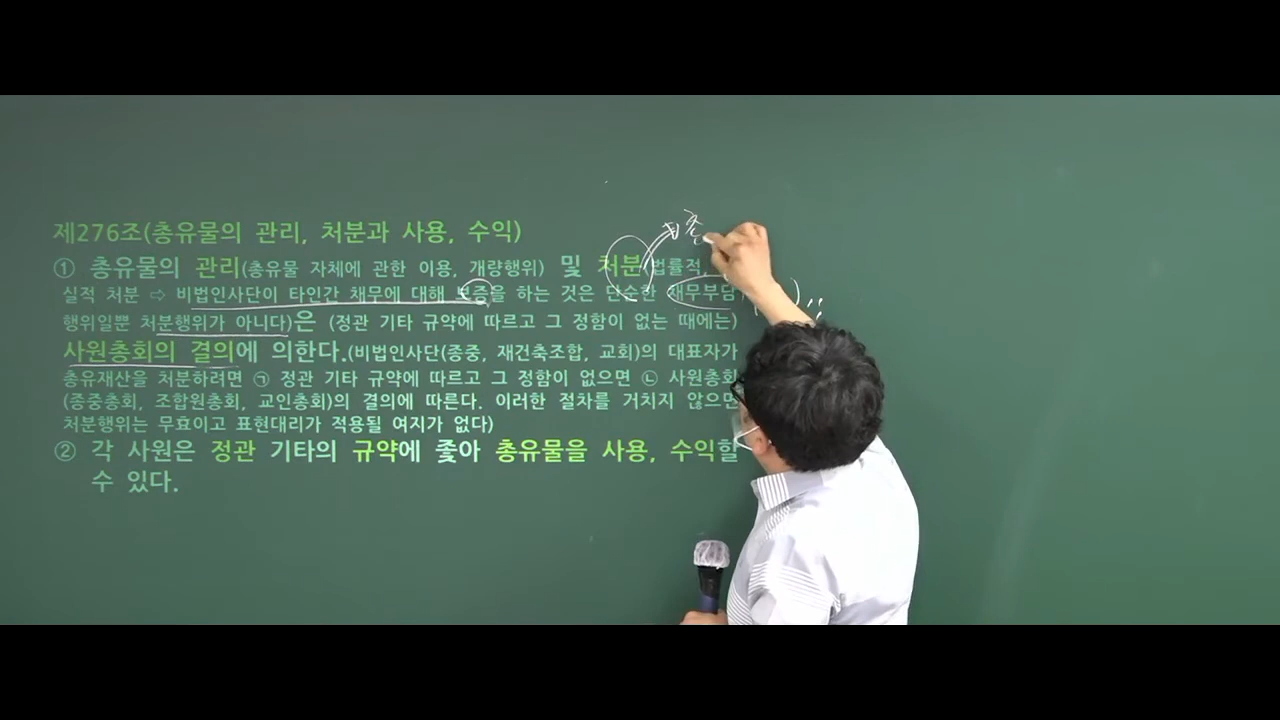 제276조(총유물의 관리, 처분과 사용, 수익)
① 총유물의 관리(총유물 자체에 관한 이용, 개량행위) 및 처분(법률적,
실적 처분 ⇨ 비법인사단이 타인간 채무에 대해 보증을 하는 것은 단순한 채무부담
행위일뿐 처분행위가 아니다)은 (정관 기타 규약에 따르고 그 정함이 없는 때에는)
사원총회의 결의에 의한다.(비법인사단(종중, 재건축조합, 교회)의 대표자가
총유재산을 처분하려면 ㉠ 정관 기타 규약에 따르고 그 정함이 없으면 ㉡ 사원총회
(종중총회, 조합원총회, 교인총회)의 결의에 따른다. 이러한 절차를 거치지 않으면
처분행위는 무효이고 표현대리가 적용될 여지가 없다)
② 각 사원은 정관 기타의 규약에 좇아 총유물을 사용, 수익할
수 있다.